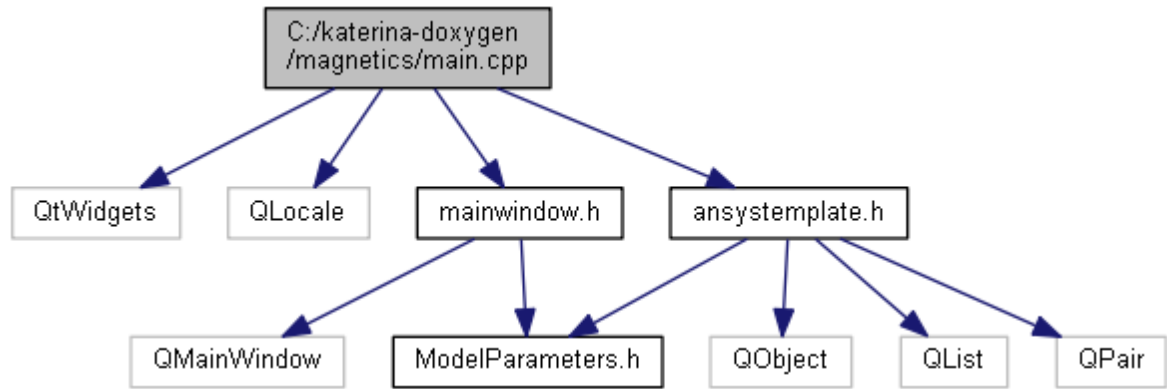 C:/katerina-doxygen
/magnetics/main.cpp
QtWidgets
QLocale
mainwindow.h
ansystemplate.h
QMainWindow
ModelParameters.h
QObject
QList
QPair